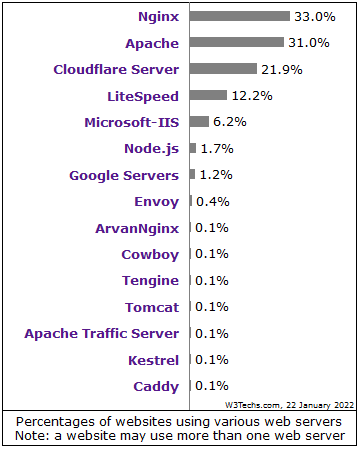 Nginx 33.0%
Apache 31.0%
Cloudflare Server 21.9%
LiteSpeed 12.2%
Microsoft-IIS 6.2%
Node.js 1.7%
Google Servers 1.2%
Envoy 0.4%
ArvanNginx 0.1%
Cowboy 0.1%
Tengine 0.1%
Tomcat 0.1%
Apache Traffic Server 0.1%
Kestrel 0.1%
Caddy 0.1%
W3Techs.com, 22 January 2022
Percentages of websites using various web servers
Note: a website may use more than one web server